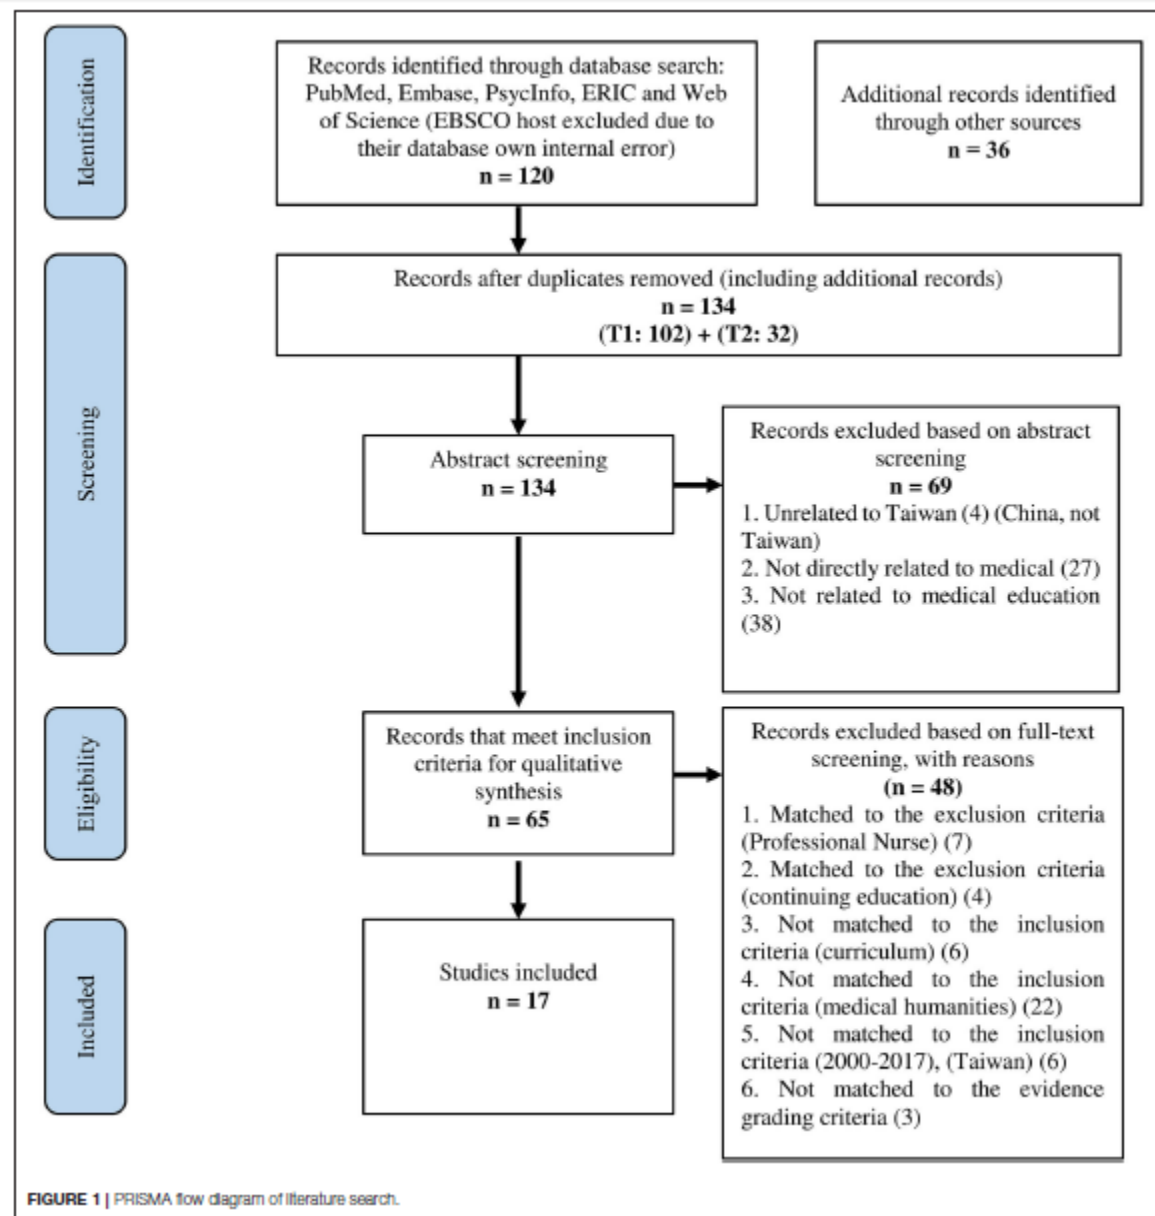 Identification
Records identified through database search:
PubMed, Embase, PsycInfo, ERIC and Web
of Science (EBSCO host excluded due to
their database own internal error)
n = 120
Additional records identified
through other sources
n = 36
Screening
Records after duplicates removed (including additional records)
n = 134
(T1: 102) + (T2: 32)
Abstract screening
n = 134
Records excluded based on abstract
screening
n = 69
1. Unrelated to Taiwan (4) (China, not
Taiwan)
2. Not directly related to medical (27)
3. Not related to medical education
(38)
Eligibility
Records that meet inclusion
criteria for qualitative
synthesis
n = 65
Records excluded based on full-text
screening, with reasons
(n = 48)
1. Matched to the exclusion criteria
(Professional Nurse) (7)
2. Matched to the exclusion criteria
(continuing education) (4)
3. Not matched to the inclusion
criteria (curriculum) (6)
4. Not matched to the inclusion
criteria (medical humanities) (22)
5. Not matched to the inclusion
criteria (2000-2017), (Taiwan) (6)
6. Not matched to the evidence
grading criteria (3)
Included
Studies included
n = 17
FIGURE 1 | PRISMA flow diagram of literature search.